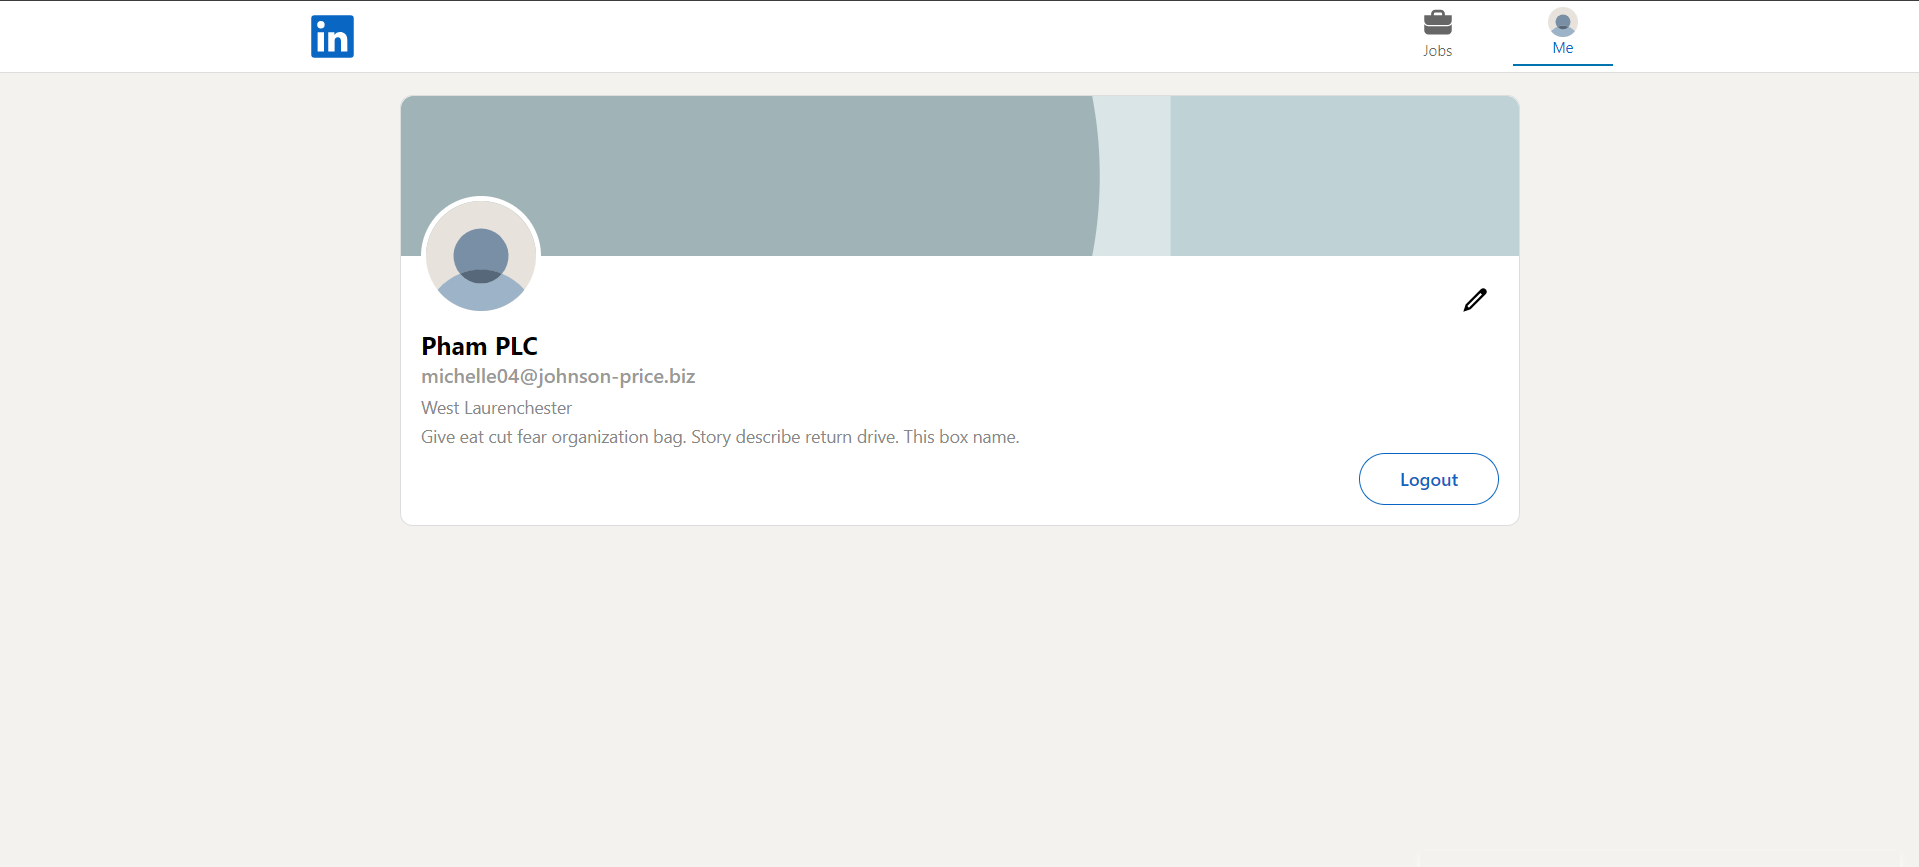 in
Jobs
Me
Pham PLC
michelle04@johnson-price.biz
West Laurenchester
Give eat cut fear organization bag. Story describe return drive. This box name.
Logout